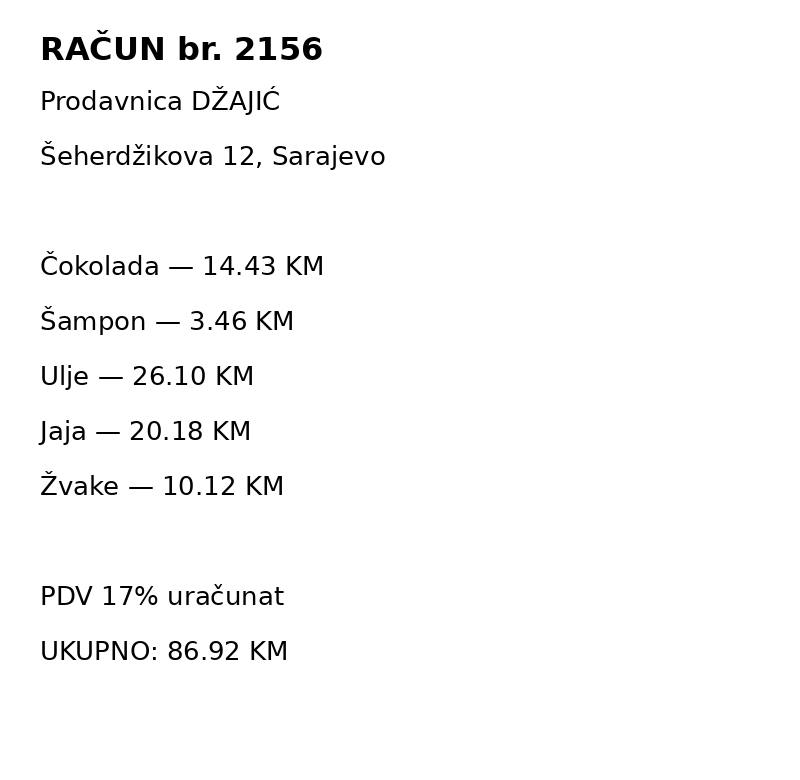 RAČUN br. 2156
Prodavnica DŽAJIĆ
Šeherdžikova 12, Sarajevo
Čokolada — 14.43 KM
Šampon — 3.46 KM
Ulje — 26.10 KM
Jaja — 20.18 KM
Žvake — 10.12 KM
PDV 17% uračunat
UKUPNO: 86.92 KM